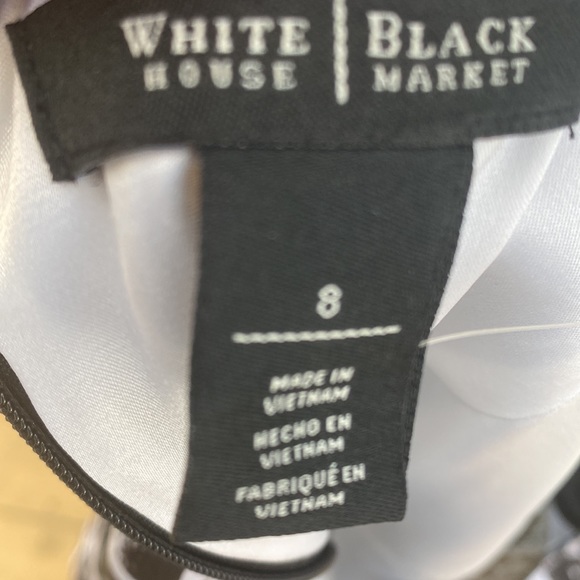 WHITE | BLACK
HOUSE | MARKET
8
MADE IN
VIETNAM
HECHO EN
VIETNAM
FABRIQUÉ EN
VIETNAM